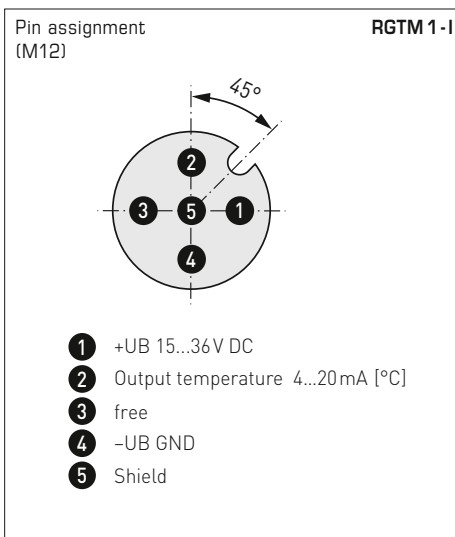 Pin assignment
(M12)
RGTM 1 - I
45°
2
3 5 1
4
1 +UB 15...36 V DC
2 Output temperature 4...20 mA [°C]
3 free
4 –UB GND
5 Shield